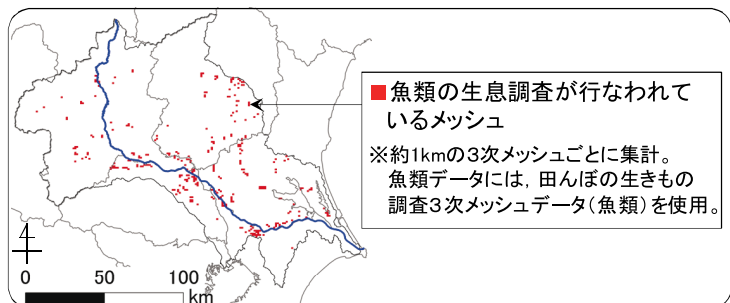 ■魚類の生息調査が行なわれて
いるメッシュ
※約1kmの3次メッシュごとに集計。
魚類データには，田んぼの生きもの
調査3次メッシュデータ（魚類）を使用。
4
0 50 100
km